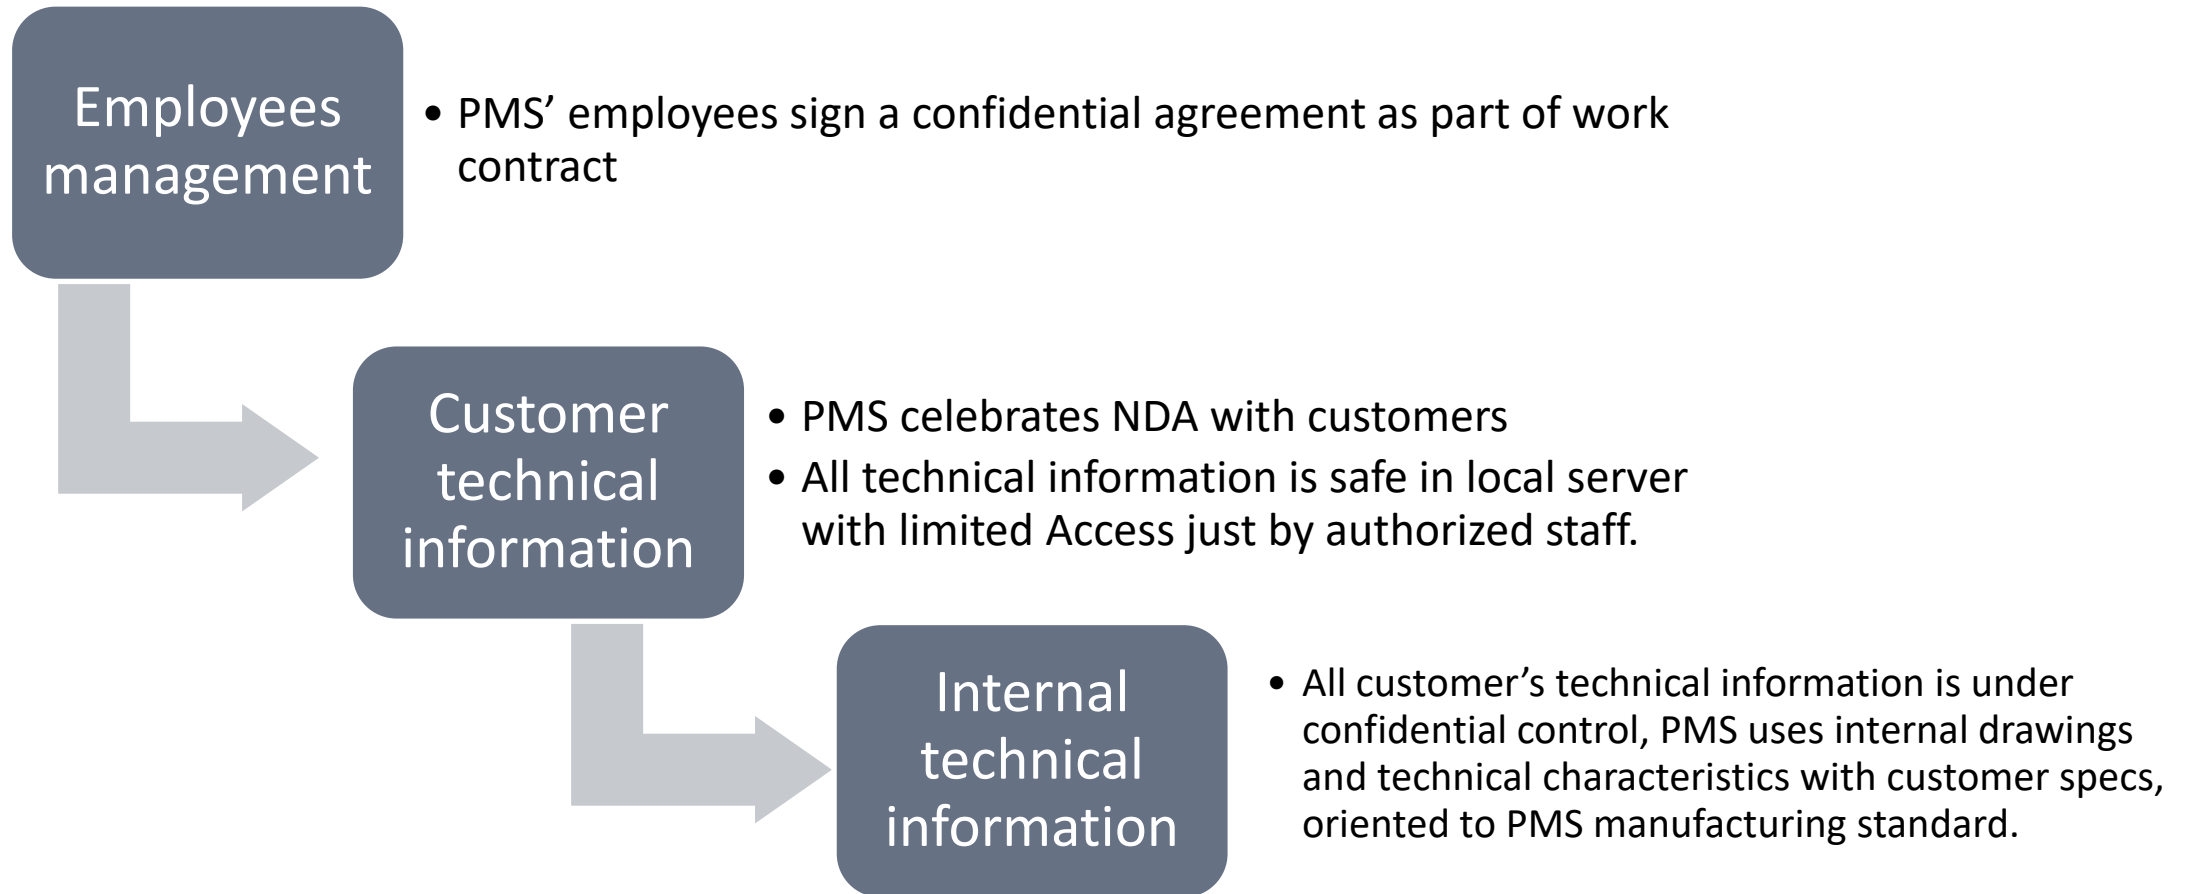 Employees
management
• PMS’ employees sign a confidential agreement as part of work
contract
Customer
technical
information
• PMS celebrates NDA with customers
• All technical information is safe in local server
with limited Access just by authorized staff.
Internal
technical
information
• All customer’s technical information is under
confidential control, PMS uses internal drawings
and technical characteristics with customer specs,
oriented to PMS manufacturing standard.